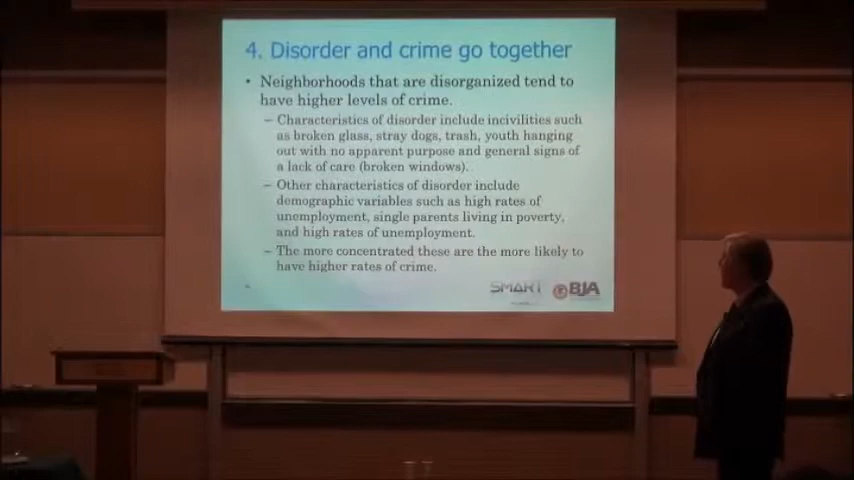 4. Disorder and crime go together
• Neighborhoods that are disorganized tend to
have higher levels of crime.
– Characteristics of disorder include incivilities such
as broken glass, stray dogs, trash, youth hanging
out with no apparent purpose and general signs of
a lack of care (broken windows).
– Other characteristics of disorder include
demographic variables such as high rates of
unemployment, single parents living in poverty,
and high rates of unemployment.
– The more concentrated these are the more likely to
have higher rates of crime.
SMART BJA